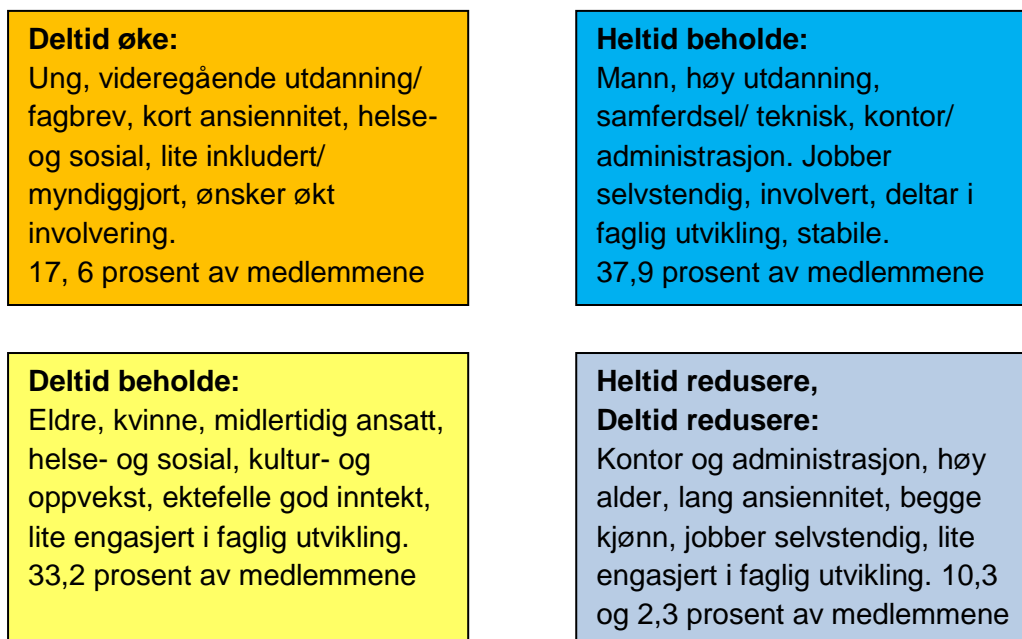 Deltid øke:
Ung, videregående utdanning/
fagbrev, kort ansiennitet, helse-
og sosial, lite inkludert/
myndiggjort, ønsker økt
involvering.
17, 6 prosent av medlemmene
Heltid beholde:
Mann, høy utdanning,
samferdsel/ teknisk, kontor/
administrasjon. Jobber
selvstendig, involvert, deltar i
faglig utvikling, stabile.
37,9 prosent av medlemmene
Deltid beholde:
Eldre, kvinne, midlertidig ansatt,
helse- og sosial, kultur- og
oppvekst, ektefelle god inntekt,
lite engasjert i faglig utvikling.
33,2 prosent av medlemmene
Heltid redusere,
Deltid redusere:
Kontor og administrasjon, høy
alder, lang ansiennitet, begge
kjønn, jobber selvstendig, lite
engasjert i faglig utvikling. 10,3
og 2,3 prosent av medlemmene